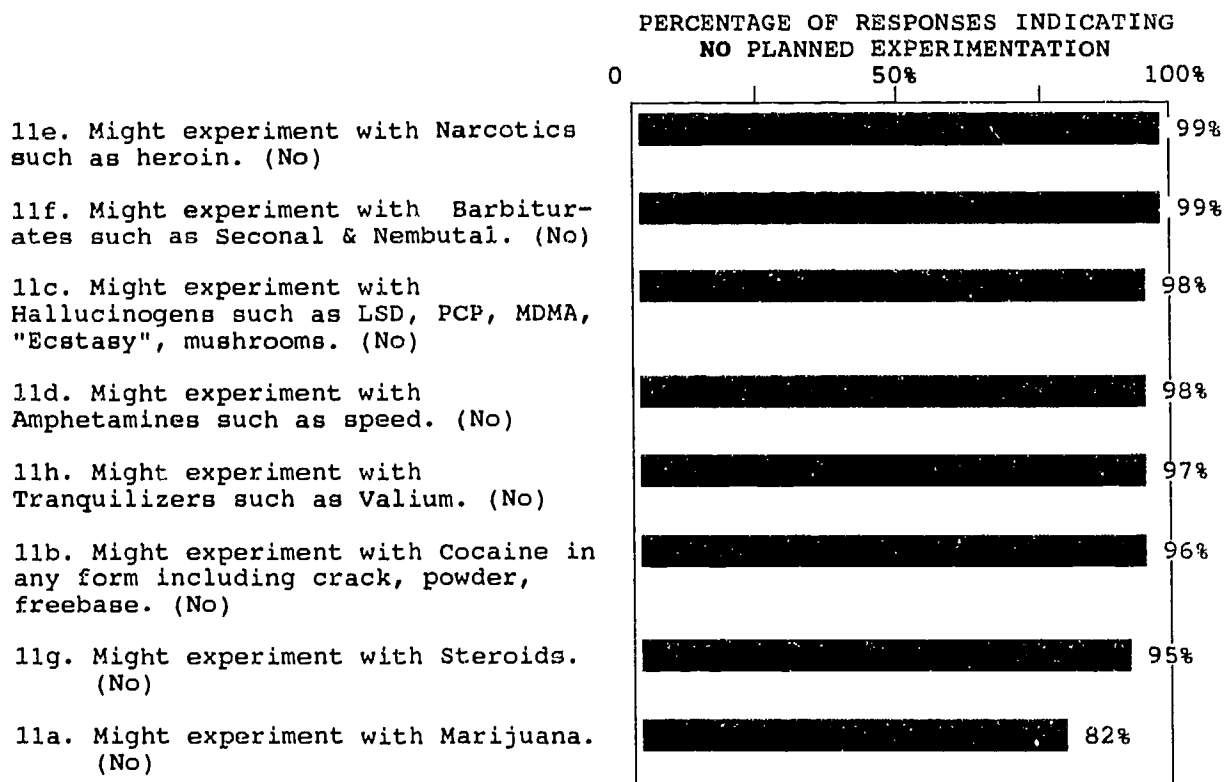 PERCENTAGE OF RESPONSES INDICATING
NO PLANNED EXPERIMENTATION
0 50% 100%
11e. Might experiment with Narcotics
such as heroin. (No)
99%
11f. Might experiment with Barbitur-
ates such as Seconal & Nembutal. (No)
99%
11c. Might experiment with
Hallucinogens such as LSD, PCP, MDMA,
"Ecstasy", mushrooms. (No)
98%
11d. Might experiment with
Amphetamines such as speed. (No)
98%
11h. Might experiment with
Tranquilizers such as Valium. (No)
97%
11b. Might experiment with Cocaine in
any form including crack, powder,
freebase. (No)
96%
11g. Might experiment with Steroids.
(No)
95%
11a. Might experiment with Marijuana.
(No)
82%